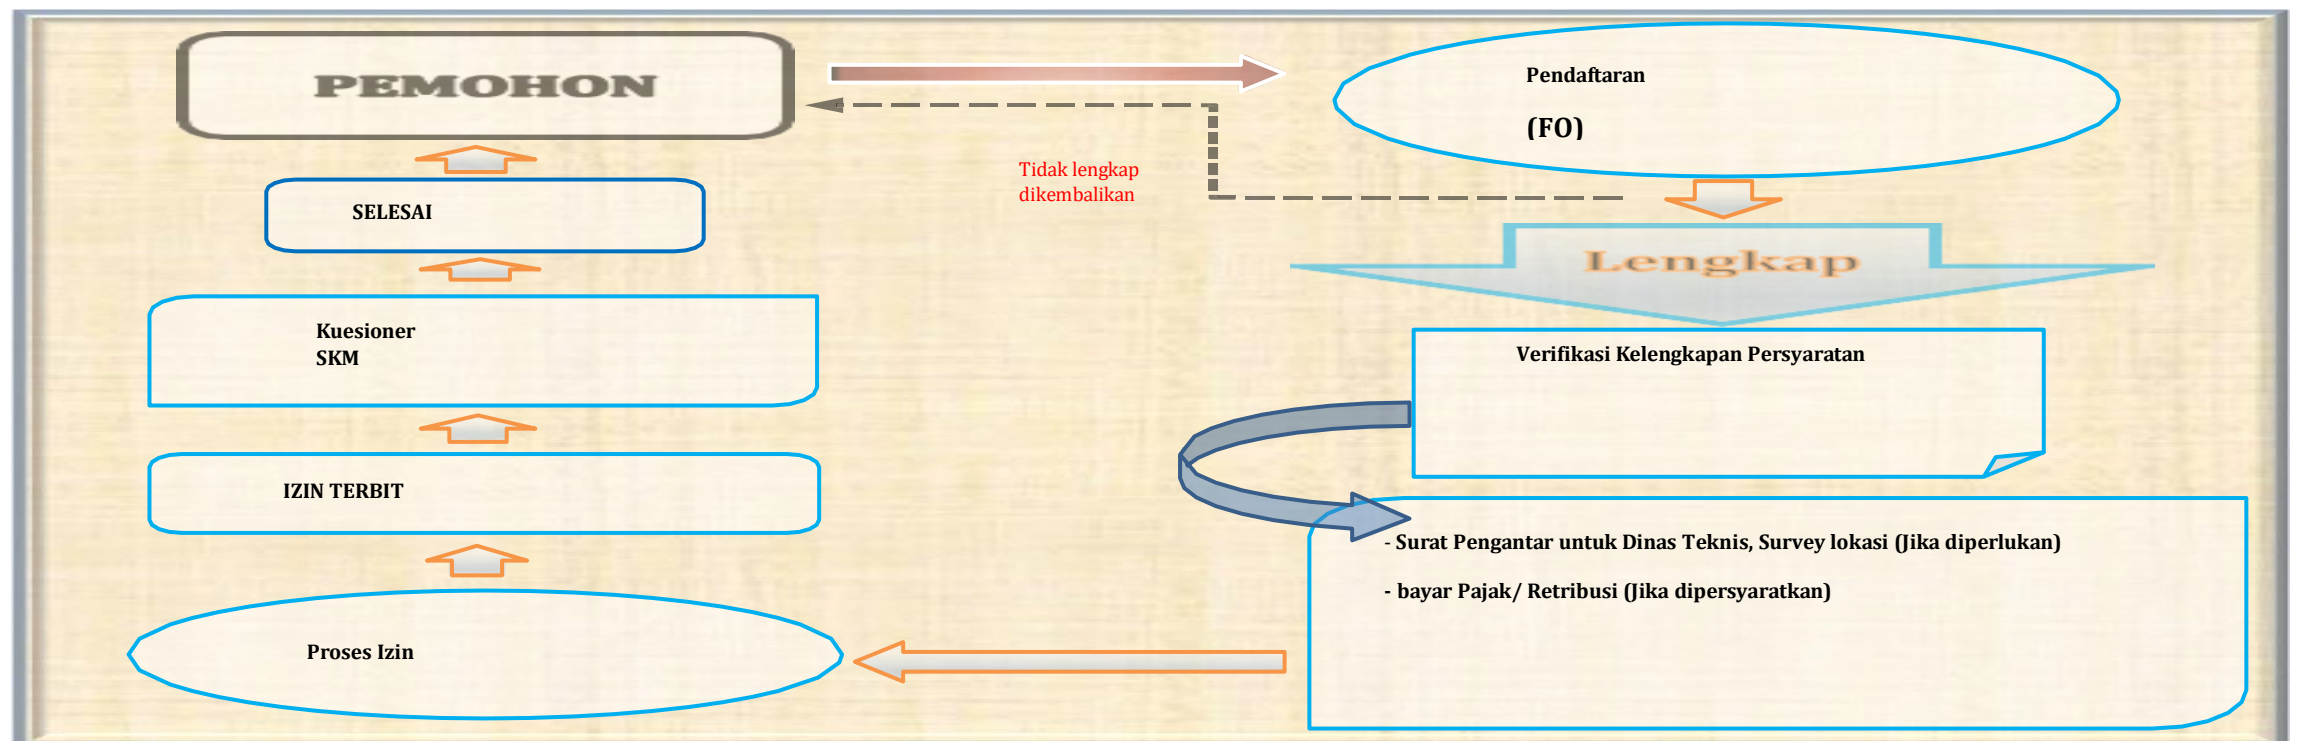 PEMOHON
Pendaftaran
(FO)
Tidak lengkap
dikembalikan
Lengkap
Verifikasi Kelengkapan Persyaratan
- Surat Pengantar untuk Dinas Teknis, Survey lokasi (Jika diperlukan)
- bayar Pajak/ Retribusi (Jika dipersyaratkan)
Proses Izin
IZIN TERBIT
Kuesioner
SKM
SELESAI